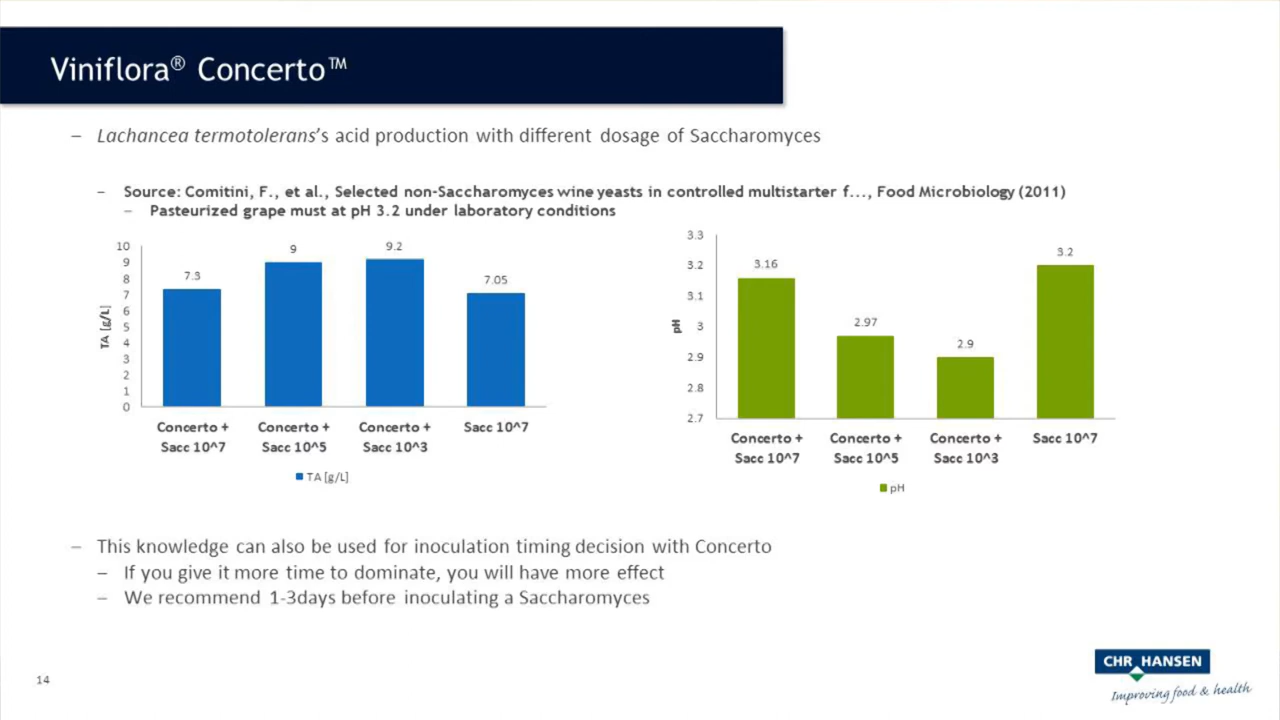 Viniflora® Concerto™
– Lachancea termotolerans's acid production with different dosage of Saccharomyces
– Source: Comitini, F., et al., Selected non-Saccharomyces wine yeasts in controlled multistarter f..., Food Microbiology (2011)
– Pasteurized grape must at pH 3.2 under laboratory conditions
TA [g/L]
10
9
8
7
6
5
4
3
2
1
0
7.3
9
9.2
7.05
Concerto + Sacc 10^7
Concerto + Sacc 10^5
Concerto + Sacc 10^3
Sacc 10^7
TA [g/L]
pH
3.3
3.2
3.1
3
2.9
2.8
2.7
3.16
2.97
2.9
3.2
Concerto + Sacc 10^7
Concerto + Sacc 10^5
Concerto + Sacc 10^3
Sacc 10^7
pH
– This knowledge can also be used for inoculation timing decision with Concerto
– If you give it more time to dominate, you will have more effect
– We recommend 1-3days before inoculating a Saccharomyces
14
CHR HANSEN
Improving food & health